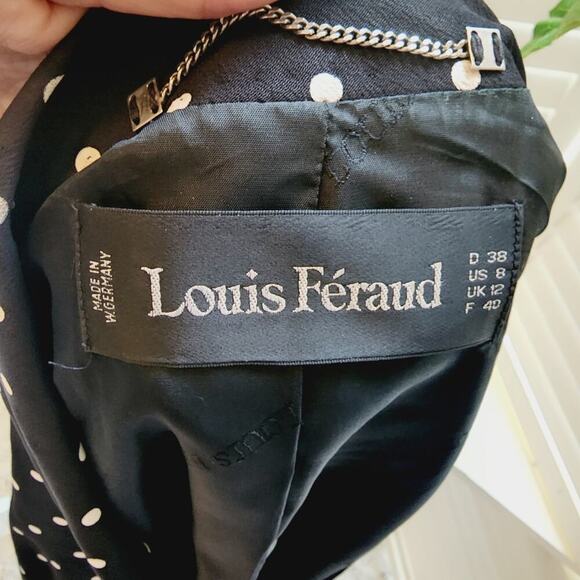 MADE IN
W.GERMANY
Louis Féraud
D 38
US 8
UK 12
F 40